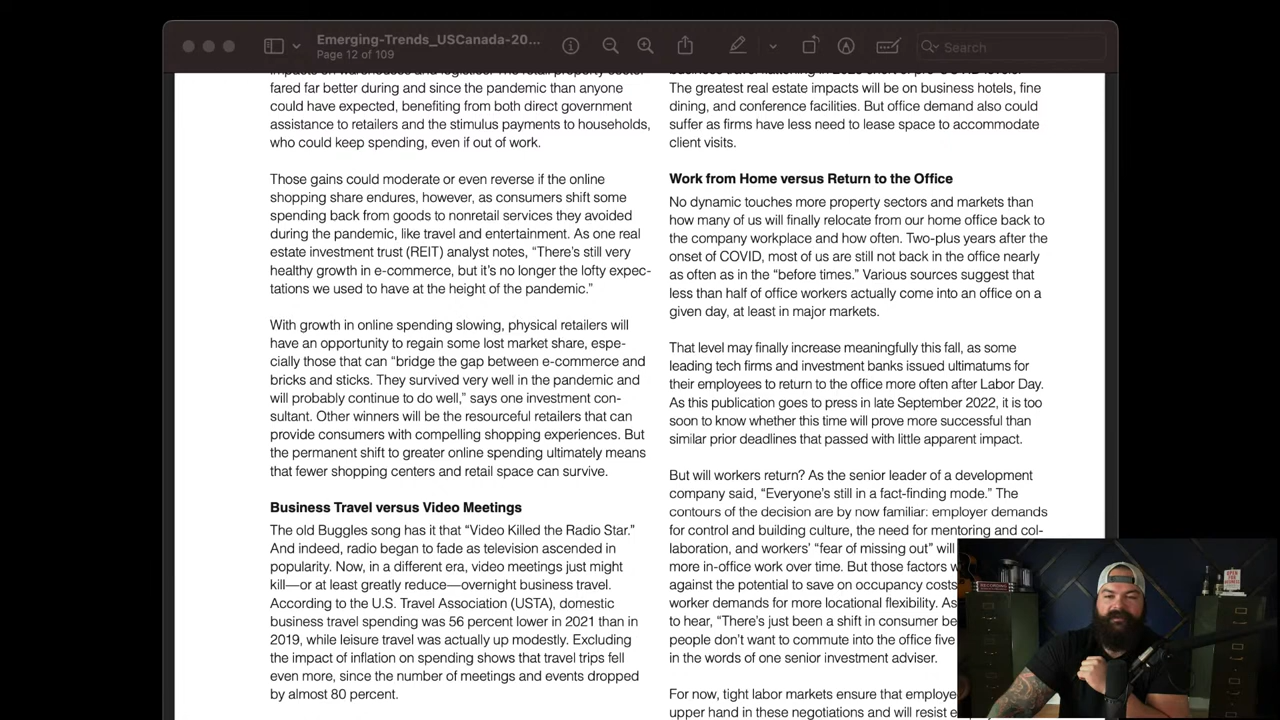 Emerging-Trends_USCanada-20...
Page 12 of 109
Search
fared far better during and since the pandemic than anyone
could have expected, benefiting from both direct government
assistance to retailers and the stimulus payments to households,
who could keep spending, even if out of work.
Those gains could moderate or even reverse if the online
shopping share endures, however, as consumers shift some
spending back from goods to nonretail services they avoided
during the pandemic, like travel and entertainment. As one real
estate investment trust (REIT) analyst notes, “There’s still very
healthy growth in e-commerce, but it’s no longer the lofty expec-
tations we used to have at the height of the pandemic.”
With growth in online spending slowing, physical retailers will
have an opportunity to regain some lost market share, espe-
cially those that can “bridge the gap between e-commerce and
bricks and sticks. They survived very well in the pandemic and
will probably continue to do well,” says one investment con-
sultant. Other winners will be the resourceful retailers that can
provide consumers with compelling shopping experiences. But
the permanent shift to greater online spending ultimately means
that fewer shopping centers and retail space can survive.
Business Travel versus Video Meetings
The old Buggles song has it that “Video Killed the Radio Star.”
And indeed, radio began to fade as television ascended in
popularity. Now, in a different era, video meetings just might
kill—or at least greatly reduce—overnight business travel.
According to the U.S. Travel Association (USTA), domestic
business travel spending was 56 percent lower in 2021 than in
2019, while leisure travel was actually up modestly. Excluding
the impact of inflation on spending shows that travel trips fell
even more, since the number of meetings and events dropped
by almost 80 percent.
The greatest real estate impacts will be on business hotels, fine
dining, and conference facilities. But office demand also could
suffer as firms have less need to lease space to accommodate
client visits.
Work from Home versus Return to the Office
No dynamic touches more property sectors and markets than
how many of us will finally relocate from our home office back to
the company workplace and how often. Two-plus years after the
onset of COVID, most of us are still not back in the office nearly
as often as in the “before times.” Various sources suggest that
less than half of office workers actually come into an office on a
given day, at least in major markets.
That level may finally increase meaningfully this fall, as some
leading tech firms and investment banks issued ultimatums for
their employees to return to the office more often after Labor Day.
As this publication goes to press in late September 2022, it is too
soon to know whether this time will prove more successful than
similar prior deadlines that passed with little apparent impact.
But will workers return? As the senior leader of a development
company said, “Everyone’s still in a fact-finding mode.” The
contours of the decision are by now familiar: employer demands
for control and building culture, the need for mentoring and col-
laboration, and workers’ “fear of missing out” will
more in-office work over time. But those factors
against the potential to save on occupancy costs
worker demands for more locational flexibility. As
to hear, “There’s just been a shift in consumer
people don’t want to commute into the office five
in the words of one senior investment adviser.
For now, tight labor markets ensure that
upper hand in these negotiations and will resist